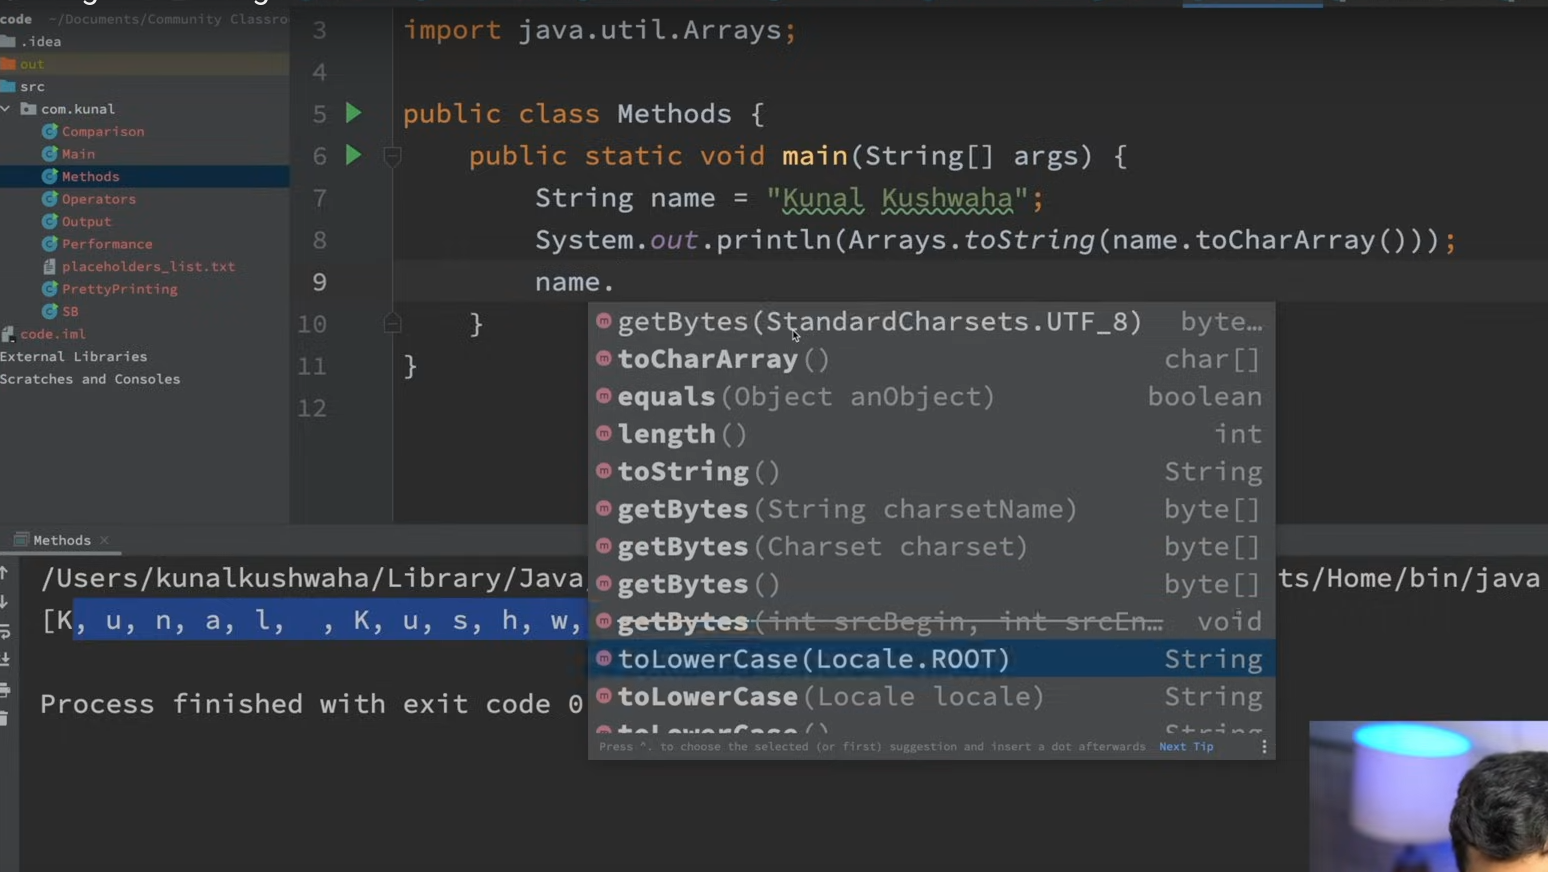 code ~/Documents/Community Classro
.idea
out
src
com.kunal
Comparison
Main
Methods
Operators
Output
Performance
placeholders_list.txt
PrettyPrinting
SB
code.iml
External Libraries
Scratches and Consoles
3 import java.util.Arrays;
4
5 public class Methods {
6 public static void main(String[] args) {
7 String name = "Kunal Kushwaha";
8 System.out.println(Arrays.toString(name.toCharArray()));
9 name.
10 }
11 }
12
getBytes(StandardCharsets.UTF_8) byte…
toCharArray() char[]
equals(Object anObject) boolean
length() int
toString() String
getBytes(String charsetName) byte[]
getBytes(Charset charset) byte[]
getBytes() byte[]
getBytes(int srcBegin, int srcEn… void
toLowerCase(Locale.ROOT) String
toLowerCase(Locale locale) String
toLowerCase() String
Press ^. to choose the selected (or first) suggestion and insert a dot afterwards Next Tip
Methods
/Users/kunalkushwaha/Library/Java ts/Home/bin/java
[K, u, n, a, l, , K, u, s, h, w,
Process finished with exit code 0